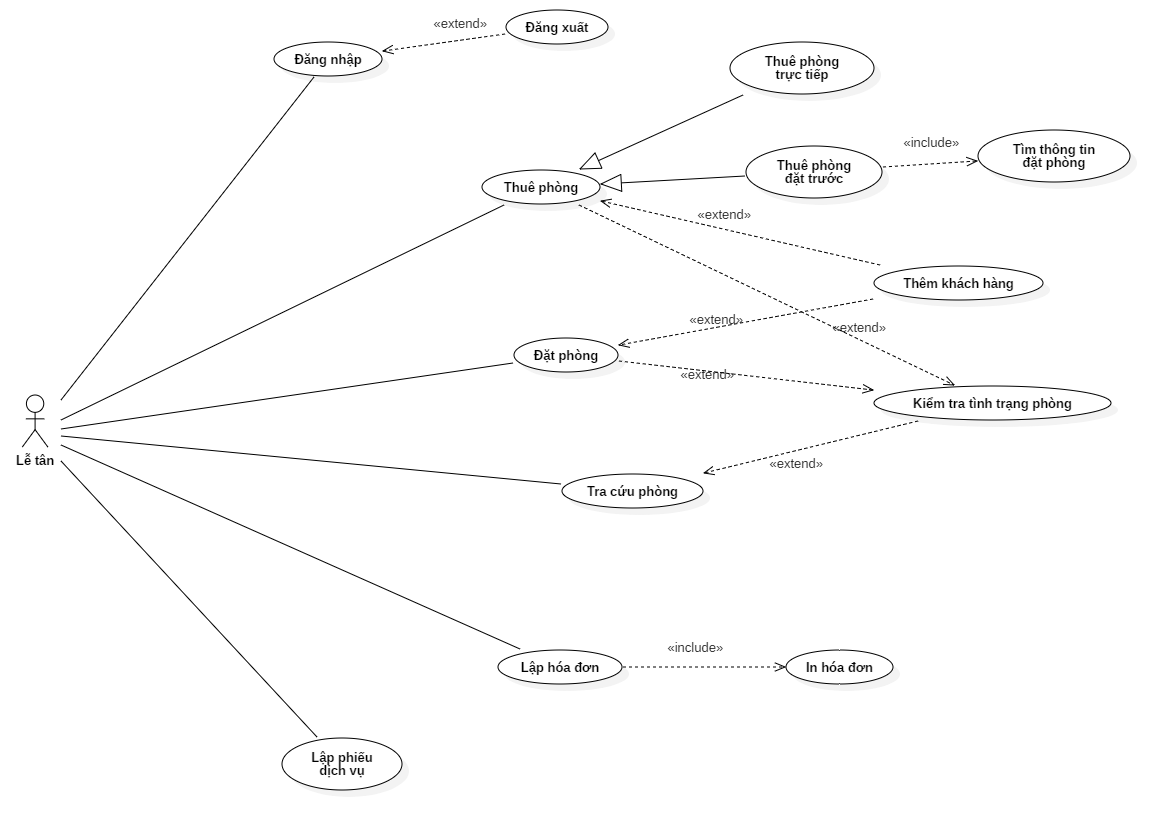 «extend»
Đăng xuất
Đăng nhập
Thuê phòng
trực tiếp
«include»
Tìm thông tin
đặt phòng
Thuê phòng
đặt trước
Thuê phòng
«extend»
Thêm khách hàng
«extend»
«extend»
Đặt phòng
«extend»
Kiểm tra tình trạng phòng
Lễ tân
«extend»
Tra cứu phòng
«include»
Lập hóa đơn
In hóa đơn
Lập phiếu
dịch vụ